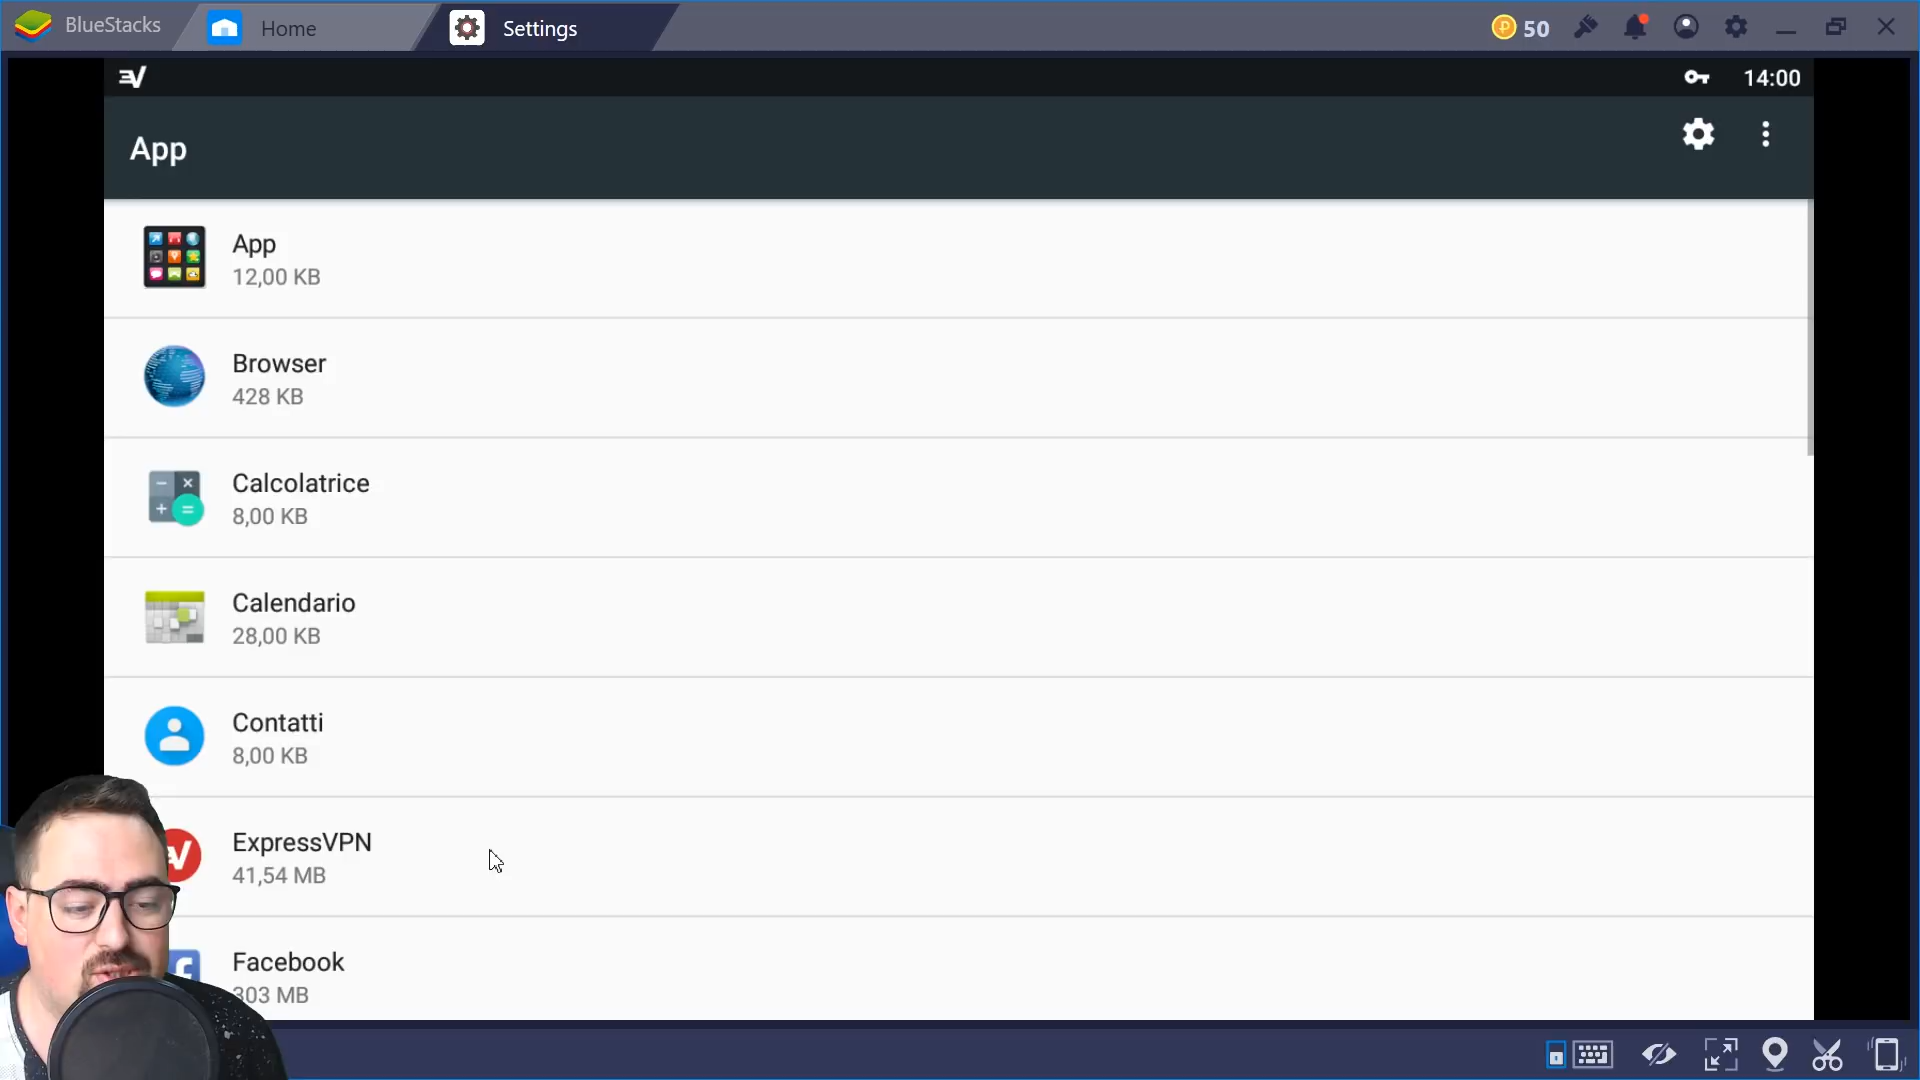 BlueStacks
Home
Settings
50
14:00
App
App
12,00 KB
Browser
428 KB
Calcolatrice
8,00 KB
Calendario
28,00 KB
Contatti
8,00 KB
ExpressVPN
41,54 MB
Facebook
303 MB